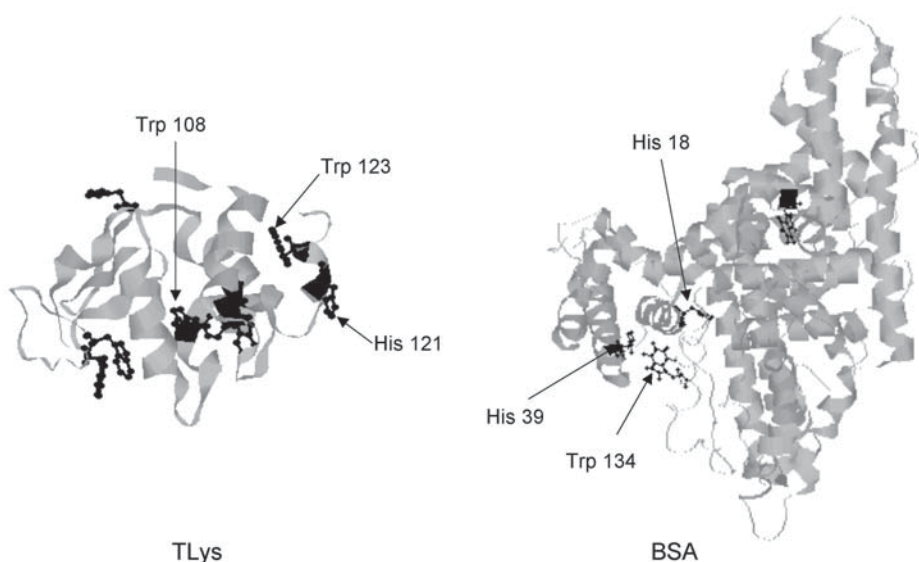 Trp 108
Trp 123
His 121
His 18
His 39
Trp 134
TLys
BSA